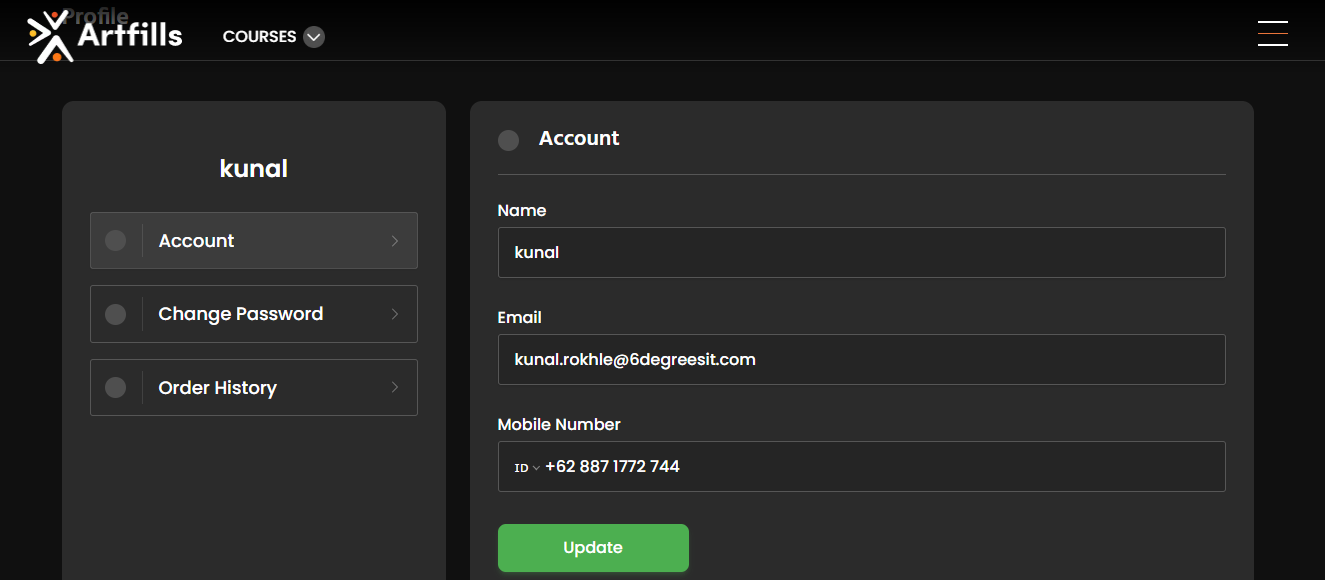 Profile
Artfills
COURSES
kunal
Account
Change Password
Order History
Account
Name
kunal
Email
kunal.rokhle@6degreesit.com
Mobile Number
ID +62 887 1772 744
Update